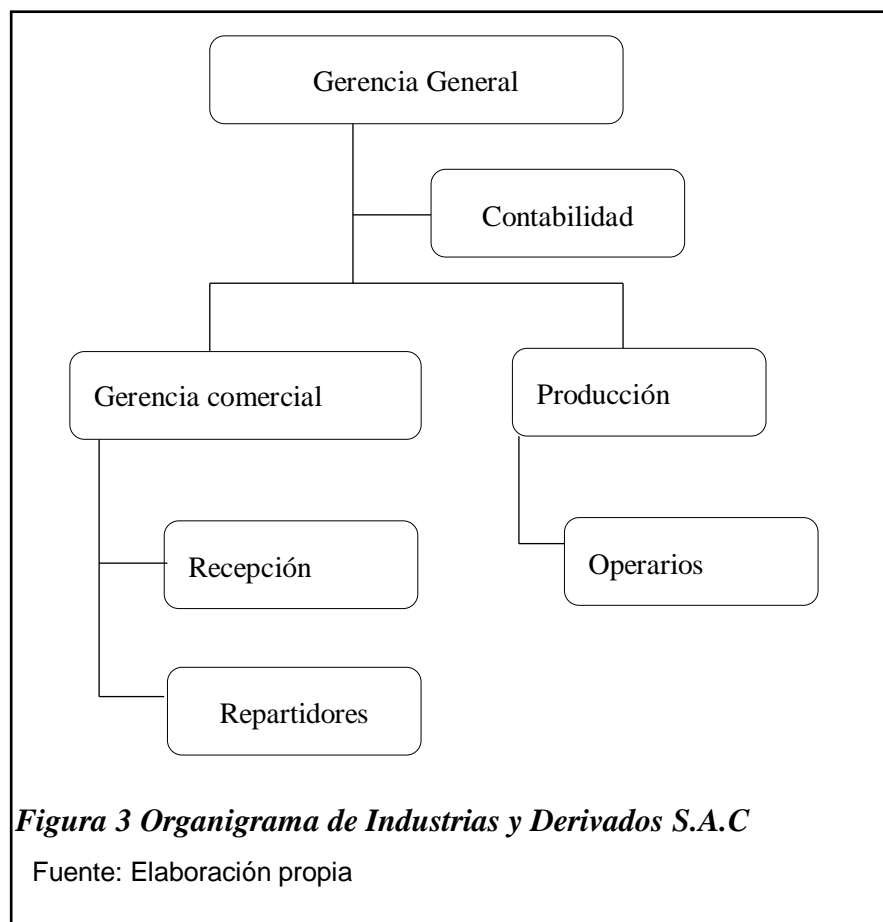 Gerencia General
Contabilidad
Gerencia comercial
Producción
Recepción
Operarios
Repartidores
Figura 3 Organigrama de Industrias y Derivados S.A.C
Fuente: Elaboración propia